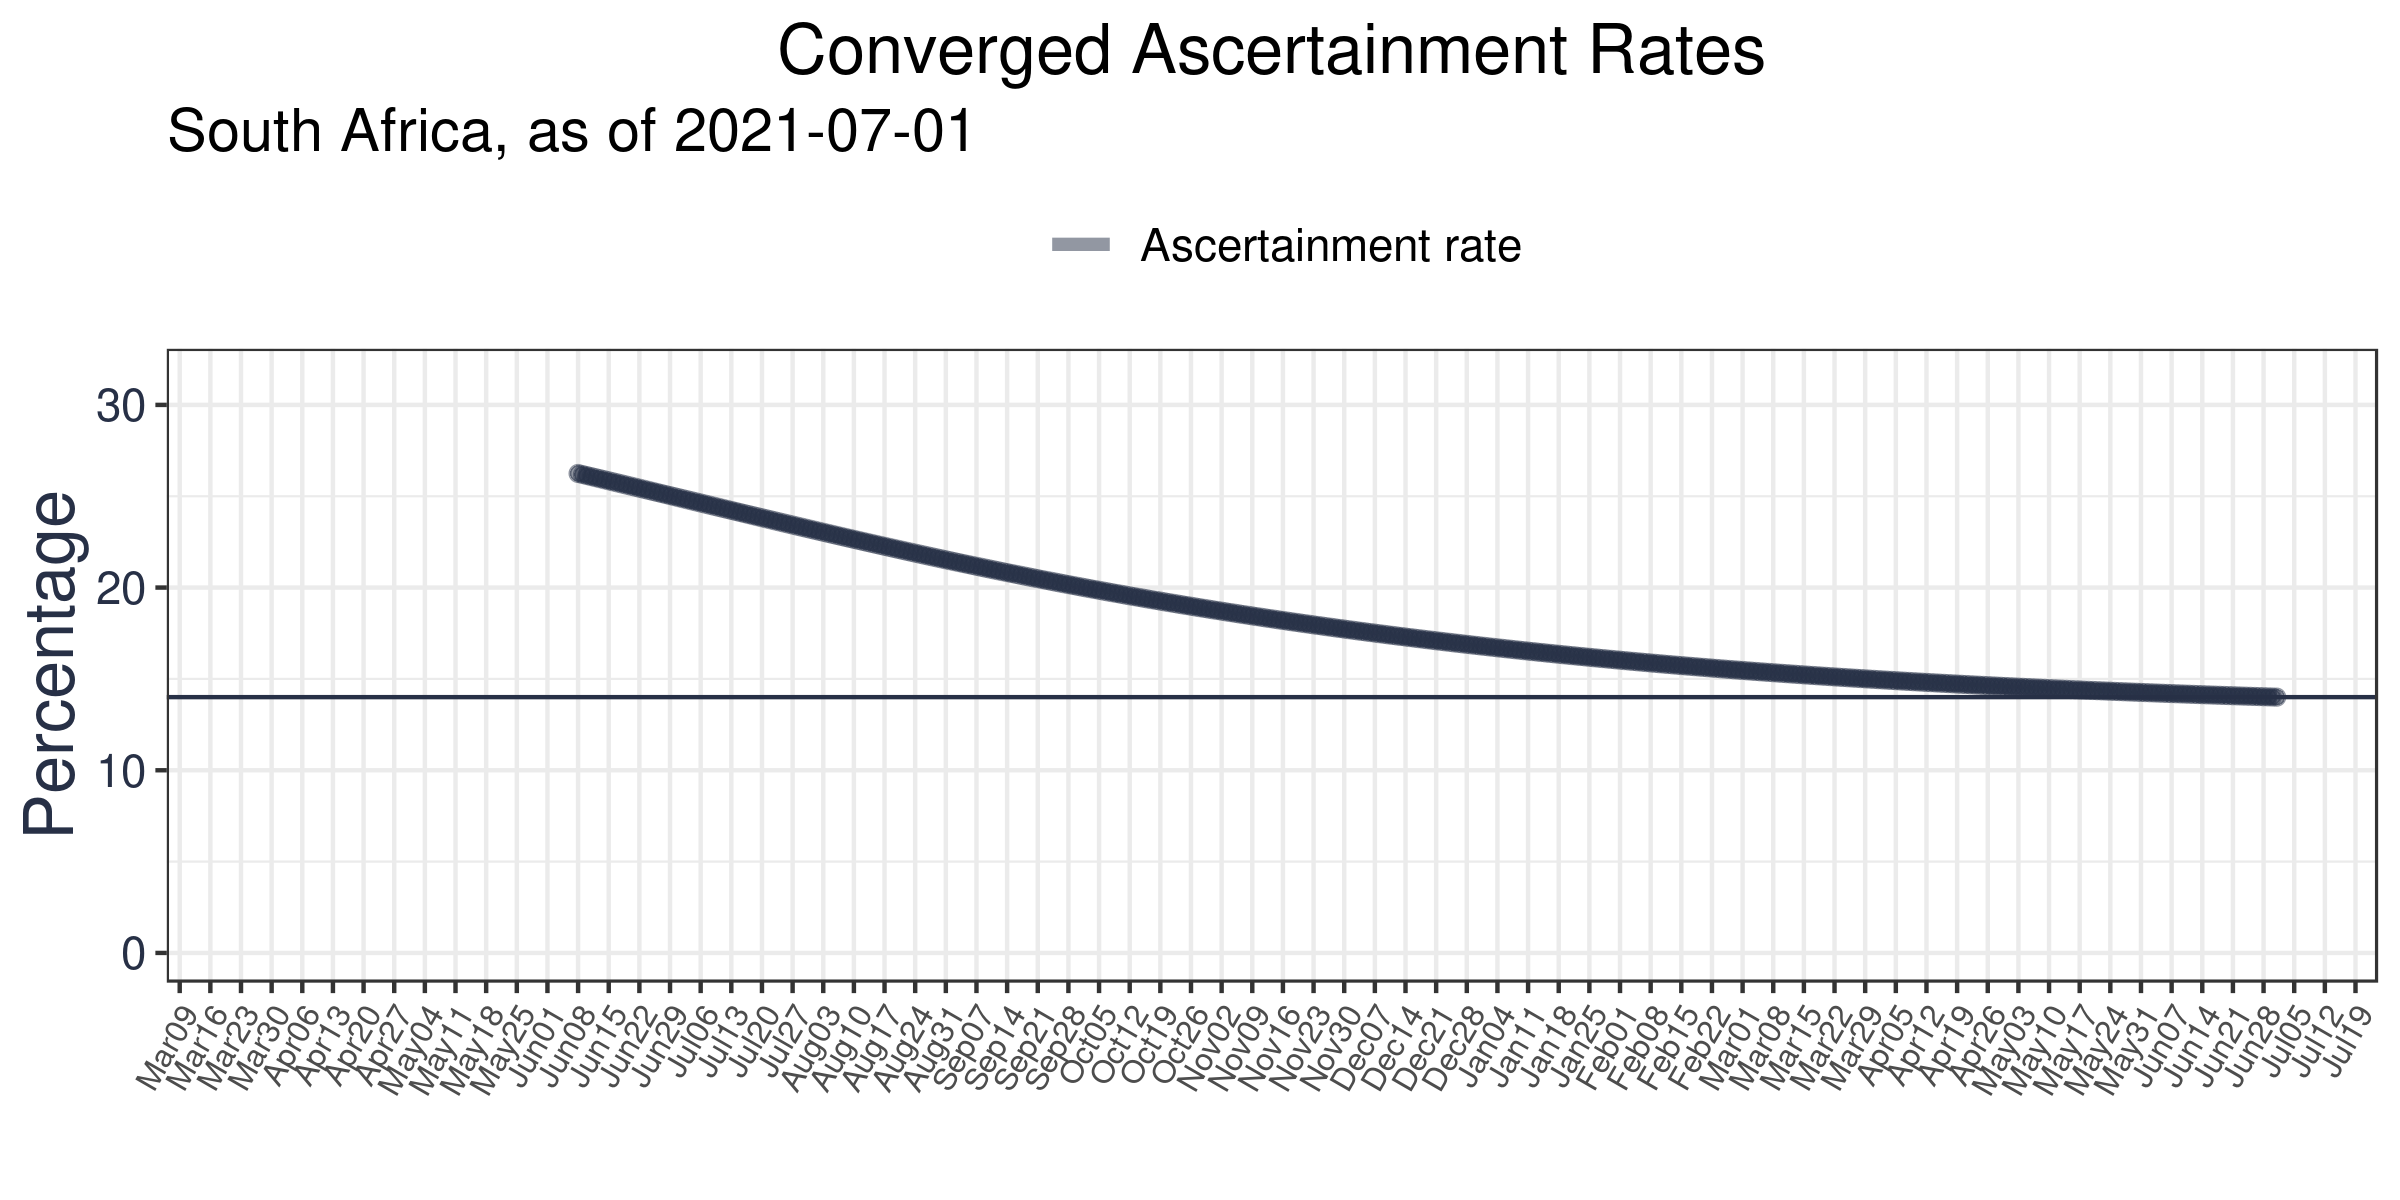 Converged Ascertainment Rates
South Africa, as of 2021-07-01
Ascertainment rate
Percentage
30
20
10
0
Mar09 Mar16 Mar23 Mar30 Apr06 Apr13 Apr20 Apr27 May04 May11 May18 May25 Jun01 Jun08 Jun15 Jun22 Jun29 Jul06 Jul13 Jul20 Jul27 Aug03 Aug10 Aug17 Aug24 Aug31 Sep07 Sep14 Sep21 Sep28 Oct05 Oct12 Oct19 Oct26 Nov02 Nov09 Nov16 Nov23 Nov30 Dec07 Dec14 Dec21 Dec28 Jan04 Jan11 Jan18 Jan25 Feb01 Feb08 Feb15 Feb22 Mar01 Mar08 Mar15 Mar22 Mar29 Apr05 Apr12 Apr19 Apr26 May03 May10 May17 May24 May31 Jun07 Jun14 Jun21 Jun28 Jul05 Jul12 Jul19